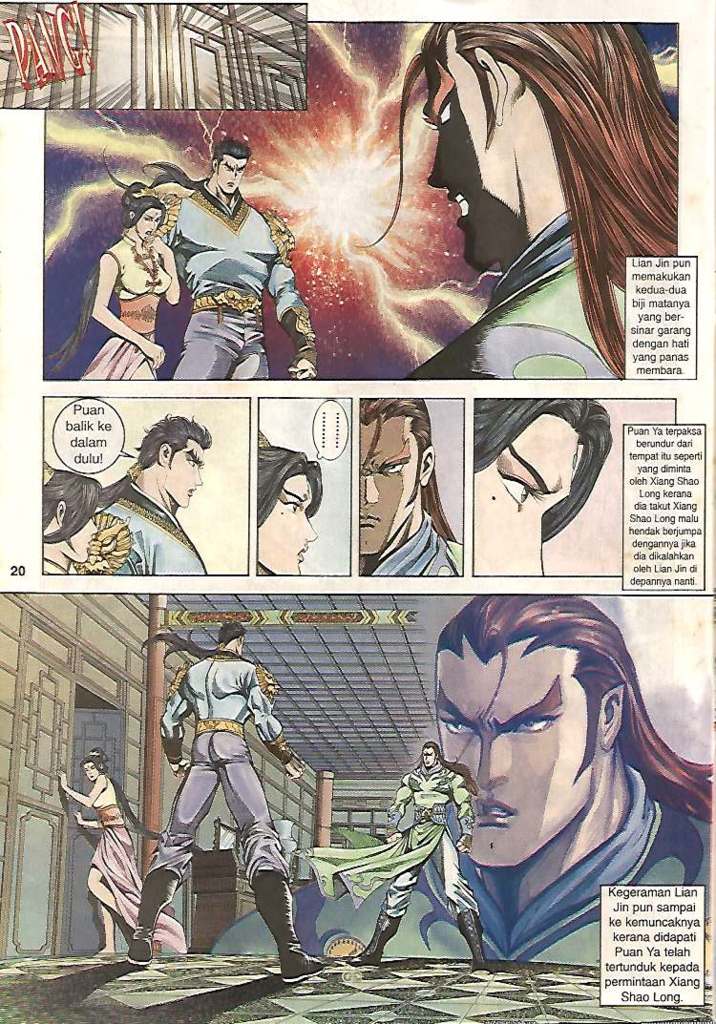 PANG!
Lian Jin pun
memakukan
kedua-dua
biji matanya
yang ber-
sinar garang
dengan hati
yang panas
membara.
Puan
balik ke
dalam
dulu!
Puan Ya terpaksa
berundur dari
tempat itu seperti
yang diminta
oleh Xiang Shao
Long kerana
dia takut Xiang
Shao Long malu
hendak berjumpa
dengannya jika
dia dikalahkan
oleh Lian Jin di
depannya nanti.
20
Kegeraman Lian
Jin pun sampai
ke kemuncaknya
kerana didapati
Puan Ya telah
tertunduk kepada
permintaan Xiang
Shao Long.